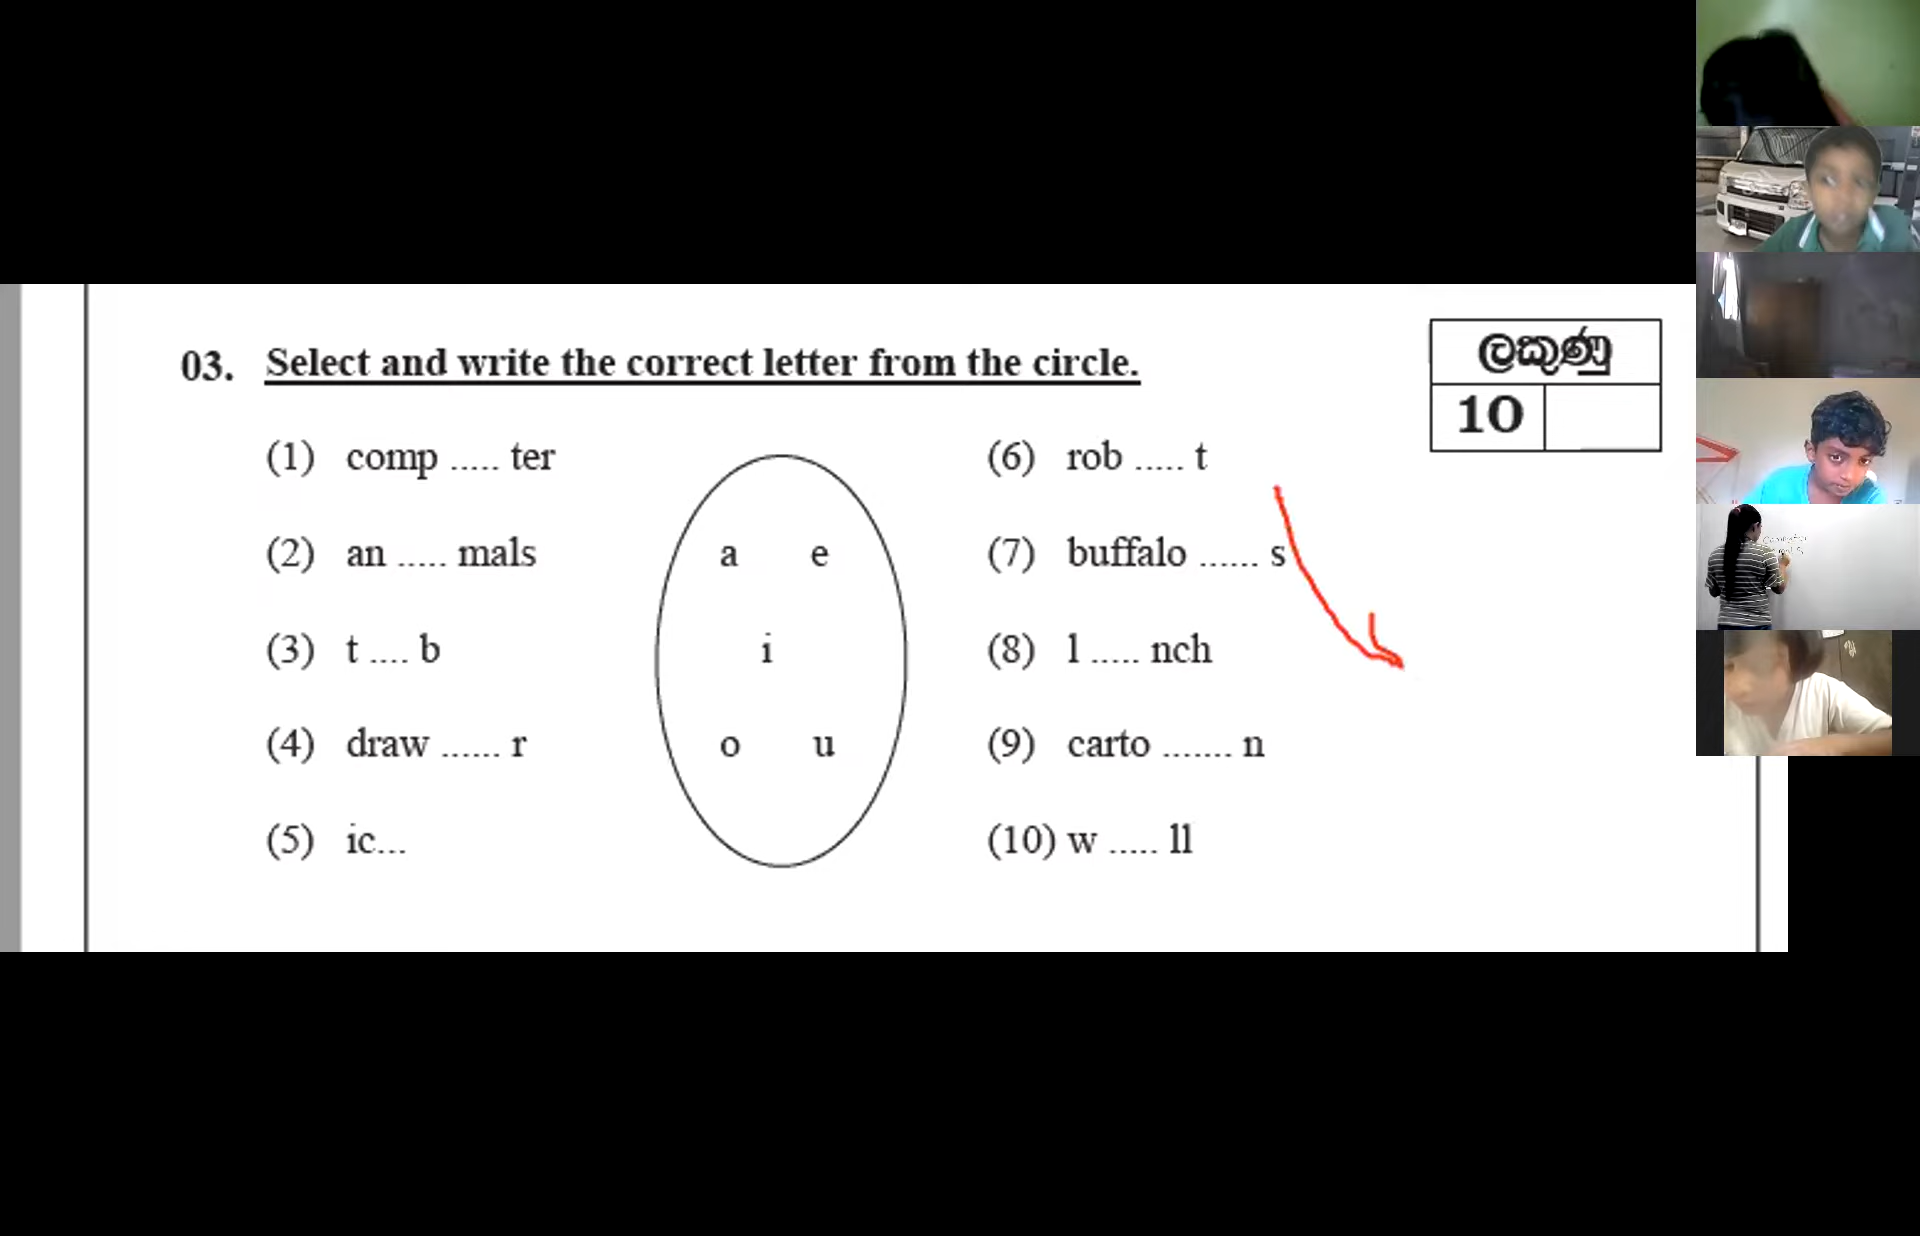 03. Select and write the correct letter from the circle.
ලකුණු
10
(1) comp ..... ter
(2) an ..... mals
(3) t .... b
(4) draw ...... r
(5) ic...
a e
i
o u
(6) rob ..... t
(7) buffalo ...... s
(8) l ..... nch
(9) carto ....... n
(10) w ..... ll